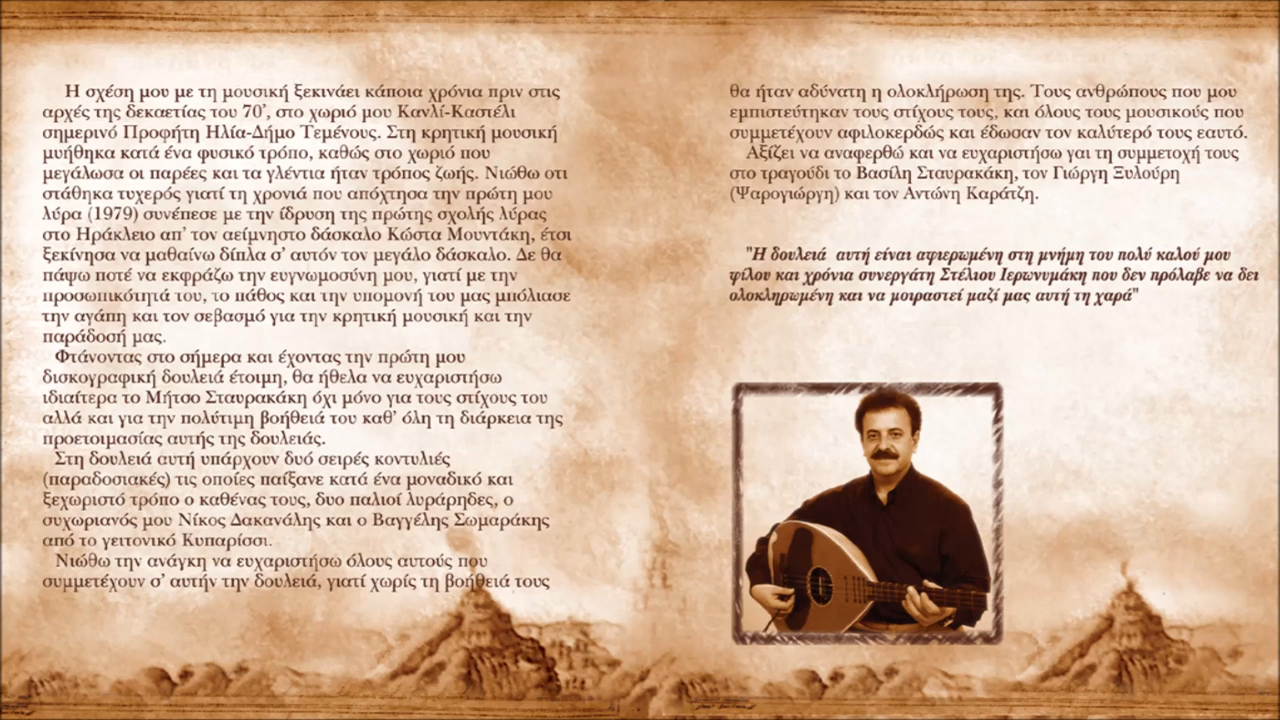 Η σχέση μου με τη μουσική ξεκινάει κάποια χρόνια πριν στις
αρχές της δεκαετίας του 70’, στο χωριό μου Κανλί-Καστέλι
σημερινό Προφήτη Ηλία-Δήμο Τεμένους. Στη κρητική μουσική
μυήθηκα κατά ένα φυσικό τρόπο, καθώς στο χωριό που
μεγάλωσα οι παρέες και τα γλέντια ήταν τρόπος ζωής. Νιώθω οτι
στάθηκα τυχερός γιατί τη χρονιά που απόχτησα την πρώτη μου
λύρα (1979) συνέπεσε με την ίδρυση της πρώτης σχολής λύρας
στο Ηράκλειο απ’ τον αείμνηστο δάσκαλο Κώστα Μουντάκη, έτσι
ξεκίνησα να μαθαίνω δίπλα σ’ αυτόν τον μεγάλο δάσκαλο. Δε θα
πάψω ποτέ να εκφράζω την ευγνωμοσύνη μου, γιατί με την
προσωπικότητά του, το πάθος και την υπομονή του μας μπόλιασε
την αγάπη και τον σεβασμό για την κρητική μουσική και την
παράδοσή μας.
Φτάνοντας στο σήμερα και έχοντας την πρώτη μου
δισκογραφική δουλειά έτοιμη, θα ήθελα να ευχαριστήσω
ιδιαίτερα το Μήτσο Σταυρακάκη όχι μόνο για τους στίχους του
αλλά και για την πολύτιμη βοήθειά του καθ’ όλη τη διάρκεια της
προετοιμασίας αυτής της δουλειάς.
Στη δουλειά αυτή υπάρχουν δυό σειρές κοντυλιές
(παραδοσιακές) τις οποίες παίξανε κατά ένα μοναδικό και
ξεχωριστό τρόπο ο καθένας τους, δυο παλιοί λυράρηδες, ο
συχωριανός μου Νίκος Δακανάλης και ο Βαγγέλης Σωμαράκης
από το γειτονικό Κυπαρίσσι.
Νιώθω την ανάγκη να ευχαριστήσω όλους αυτούς που
συμμετέχουν σ’ αυτήν την δουλειά, γιατί χωρίς τη βοήθειά τους
θα ήταν αδύνατη η ολοκλήρωση της. Τους ανθρώπους που μου
εμπιστεύτηκαν τους στίχους τους, και όλους τους μουσικούς που
συμμετέχουν αφιλοκερδώς και έδωσαν τον καλύτερό τους εαυτό.
Αξίζει να αναφερθώ και να ευχαριστήσω γαι τη συμμετοχή τους
στο τραγούδι το Βασίλη Σταυρακάκη, τον Γιώργη Ξυλούρη
(Ψαρογιώργη) και τον Αντώνη Καράτζη.
"Η δουλειά αυτή είναι αφιερωμένη στη μνήμη του πολύ καλού μου
φίλου και χρόνια συνεργάτη Στέλιου Ιερωνυμάκη που δεν πρόλαβε να δει
ολοκληρωμένη και να μοιραστεί μαζί μας αυτή τη χαρά"